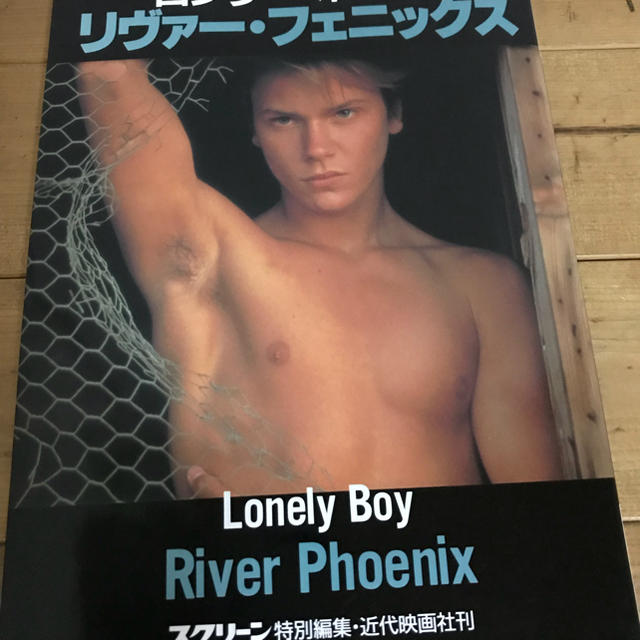 リヴァー・フェニックス
Lonely Boy
River Phoenix
スクリーン特別編集・近代映画社刊